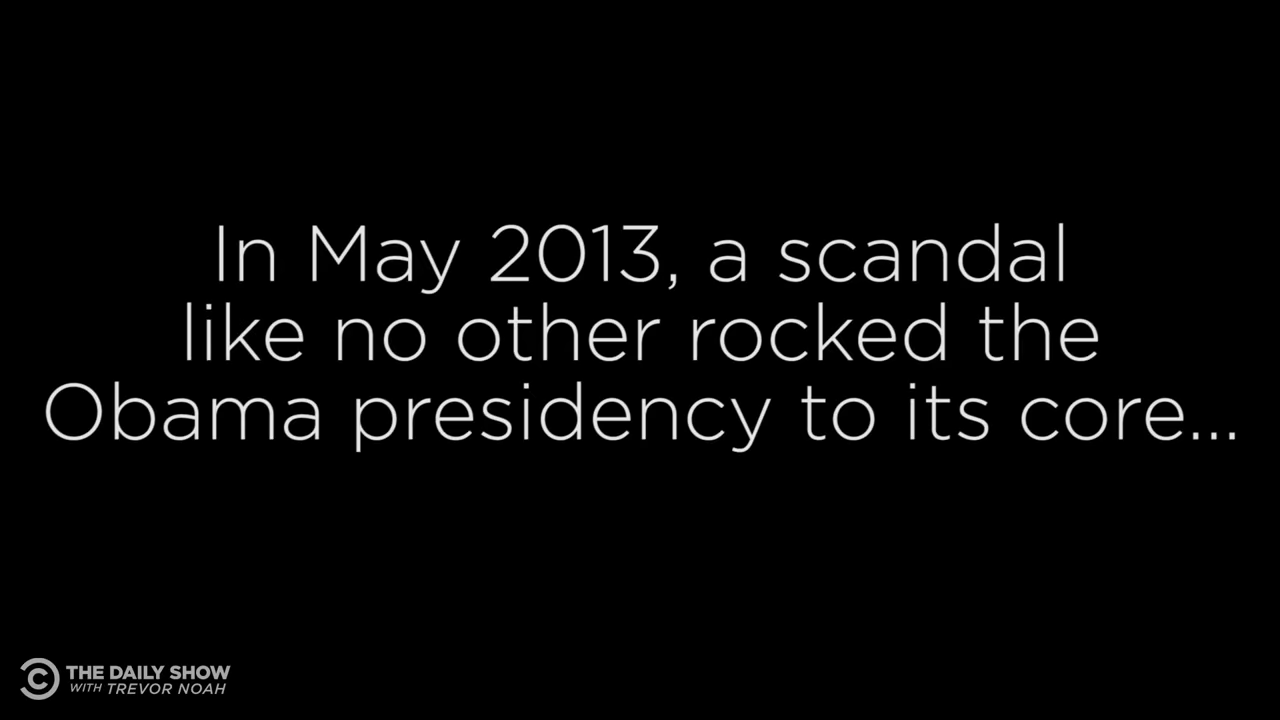 In May 2013, a scandal
like no other rocked the
Obama presidency to its core...
THE DAILY SHOW
WITH TREVOR NOAH